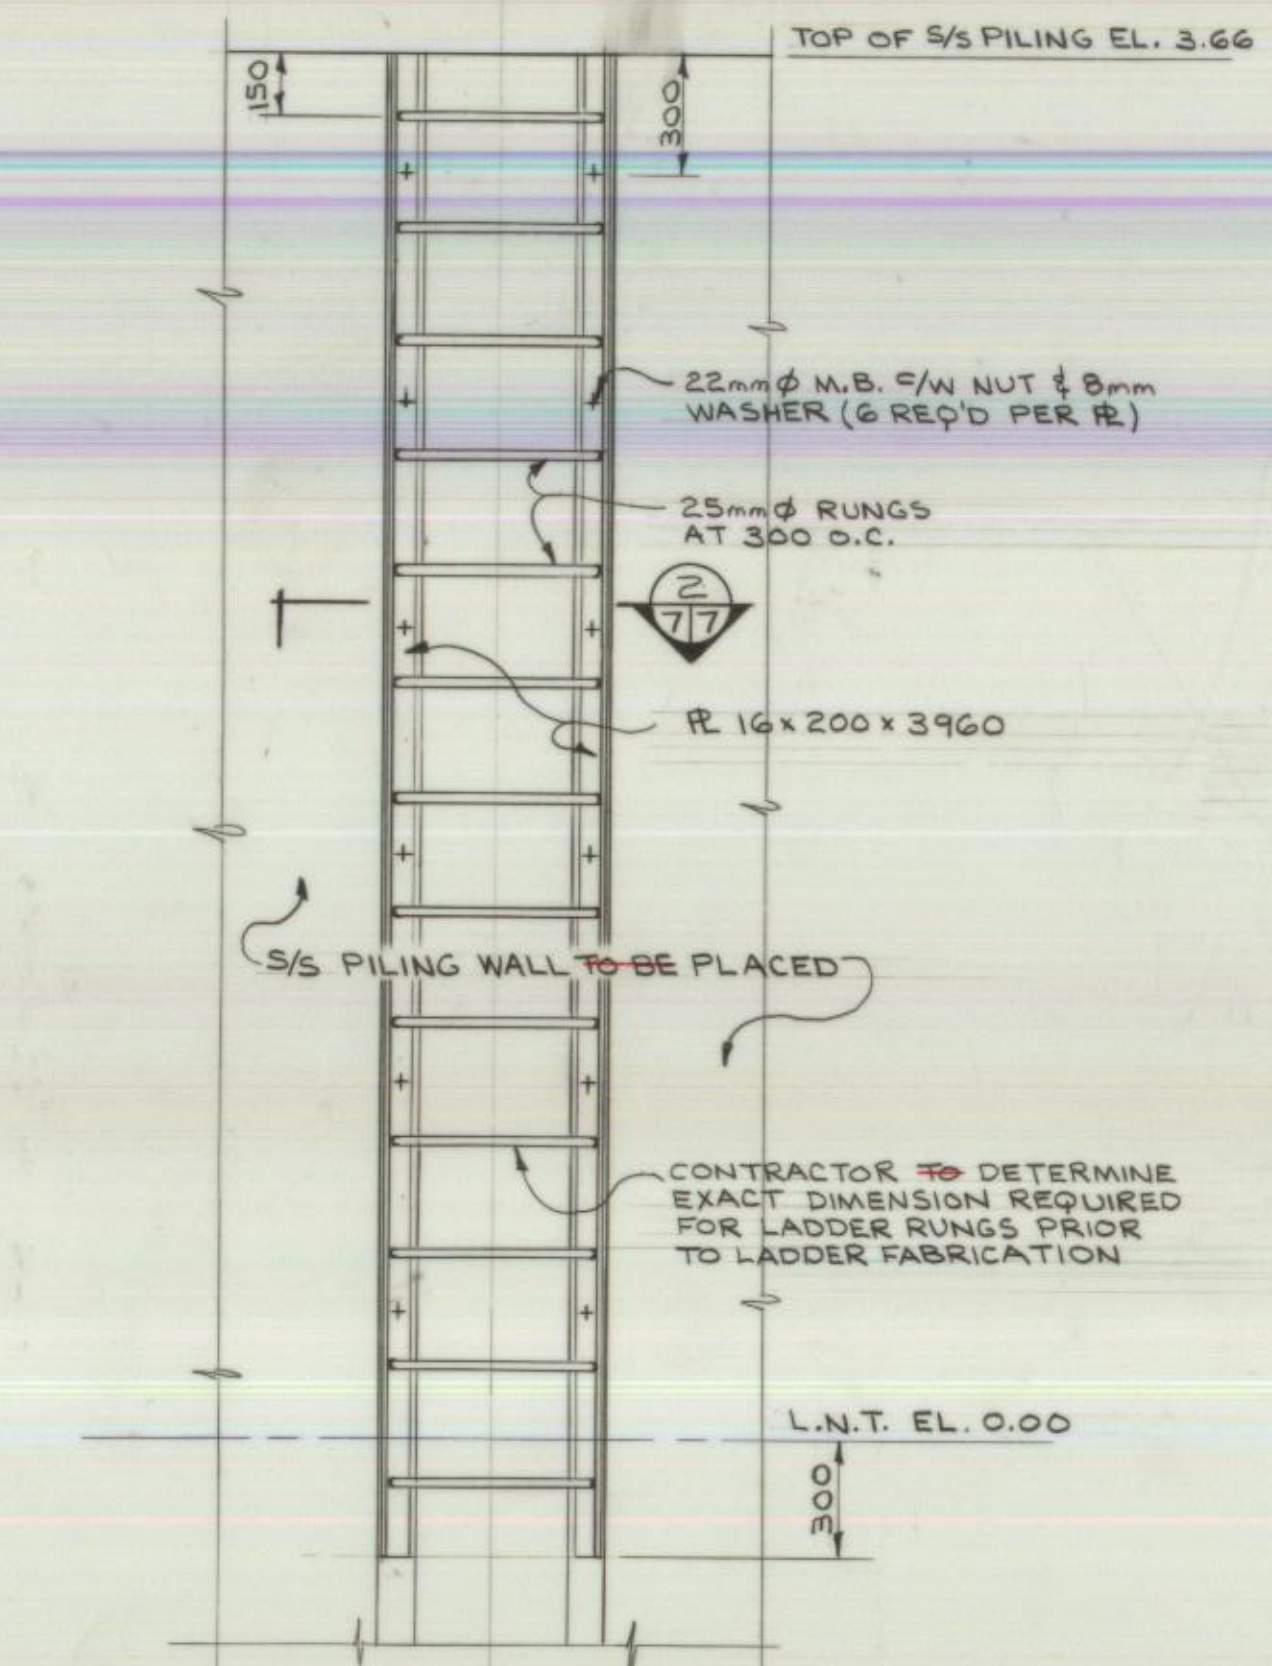 TOP OF S/S PILING EL. 3.66
150
300
22mmØ M.B. C/W NUT & 8mm
WASHER (6 REQ'D PER PL)
25mmØ RUNGS
AT 300 O.C.
2
7 7
PL 16 x 200 x 3960
S/S PILING WALL TO BE PLACED
CONTRACTOR TO DETERMINE
EXACT DIMENSION REQUIRED
FOR LADDER RUNGS PRIOR
TO LADDER FABRICATION
L.N.T. EL. 0.00
300